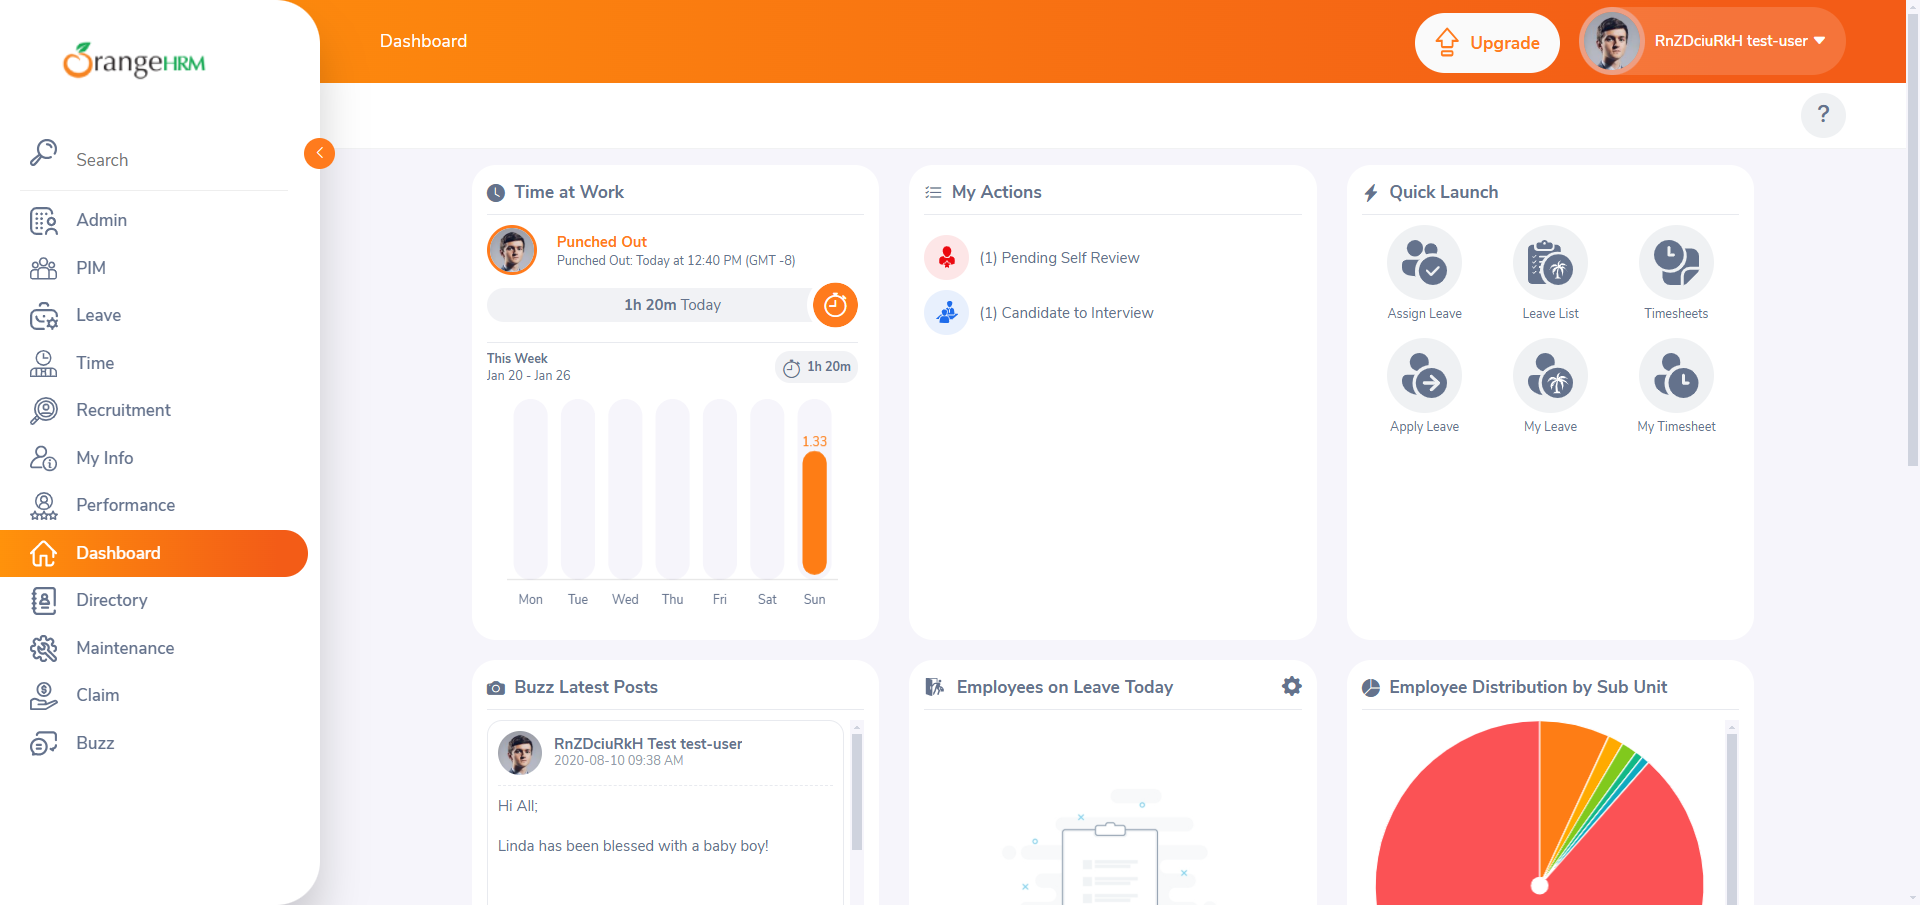 OrangeHRM
Search
Admin
PIM
Leave
Time
Recruitment
My Info
Performance
Dashboard
Directory
Maintenance
Claim
Buzz
Dashboard
Upgrade
RnZDciuRkH test-user
?
Time at Work
Punched Out
Punched Out: Today at 12:40 PM (GMT -8)
1h 20m Today
This Week
Jan 20 - Jan 26
1h 20m
1.33
Mon Tue Wed Thu Fri Sat Sun
My Actions
(1) Pending Self Review
(1) Candidate to Interview
Quick Launch
Assign Leave Leave List Timesheets
Apply Leave My Leave My Timesheet
Buzz Latest Posts
RnZDciuRkH Test test-user
2020-08-10 09:38 AM
Hi All;
Linda has been blessed with a baby boy!
Employees on Leave Today
Employee Distribution by Sub Unit